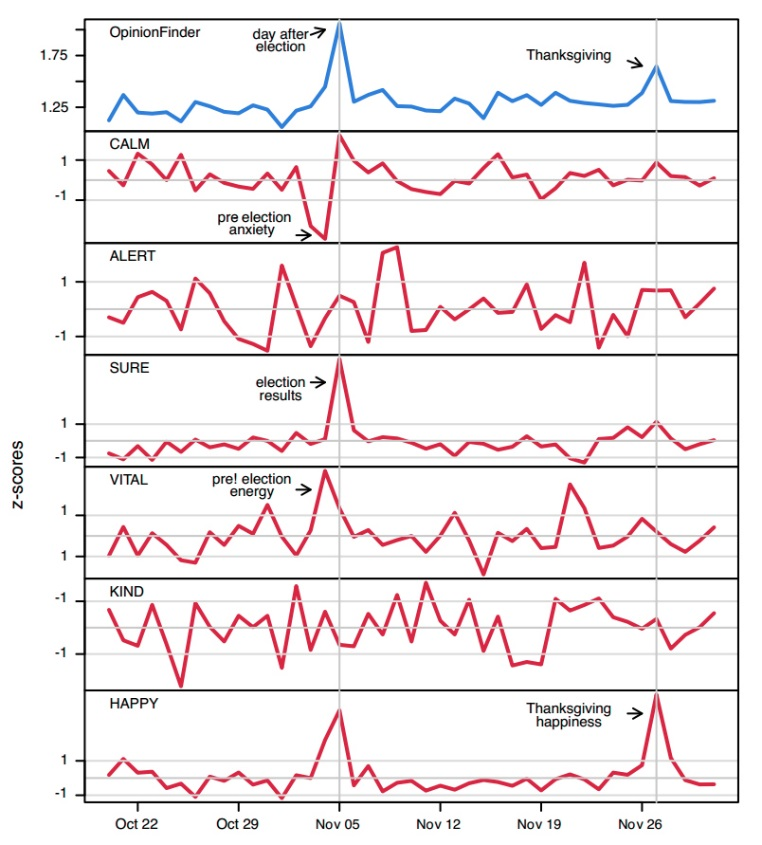 OpinionFinder
day after
election
Thanksgiving
1.75
1.25
CALM
1
-1
pre election
anxiety
ALERT
1
-1
SURE
election
results
1
-1
VITAL
pre! election
energy
1
1
KIND
-1
-1
HAPPY
Thanksgiving
happiness
1
-1
z-scores
Oct 22 Oct 29 Nov 05 Nov 12 Nov 19 Nov 26